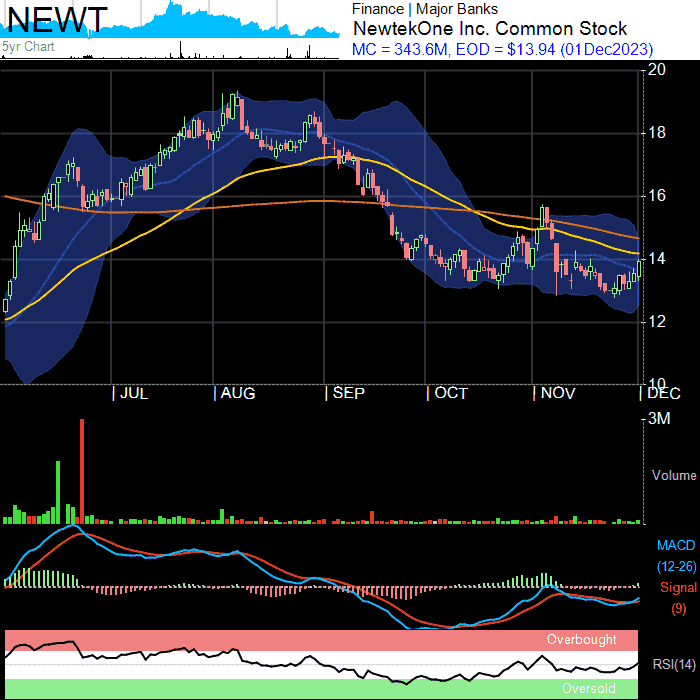 NEWT
5yr Chart
Finance | Major Banks
NewtekOne Inc. Common Stock
MC = 343.6M, EOD = $13.94 (01Dec2023)
20
18
16
14
12
10
| JUL
| AUG
| SEP
| OCT
| NOV
| DEC
3M
Volume
MACD
(12-26)
Signal
(9)
Overbought
RSI(14)
Oversold